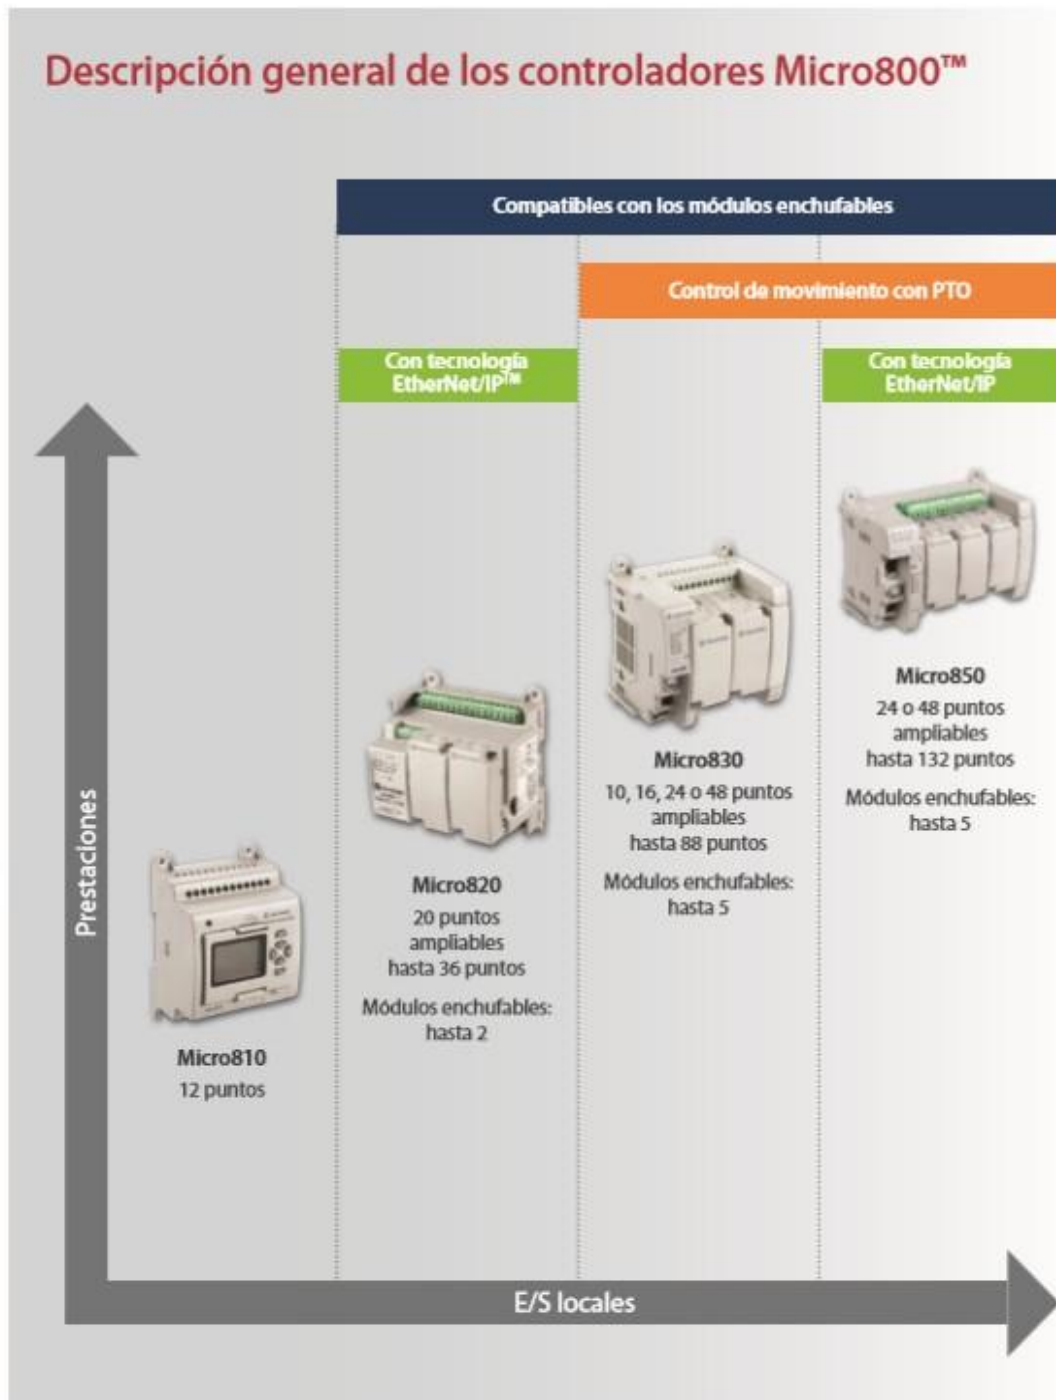 Descripción general de los controladores Micro800™
Compatibles con los módulos enchufables
Control de movimiento con PTO
Con tecnología
EtherNet/IP™
Con tecnología
EtherNet/IP
Prestaciones
Micro810
12 puntos
Micro820
20 puntos
ampliables
hasta 36 puntos
Módulos enchufables:
hasta 2
Micro830
10, 16, 24 o 48 puntos
ampliables
hasta 88 puntos
Módulos enchufables:
hasta 5
Micro850
24 o 48 puntos
ampliables
hasta 132 puntos
Módulos enchufables:
hasta 5
E/S locales